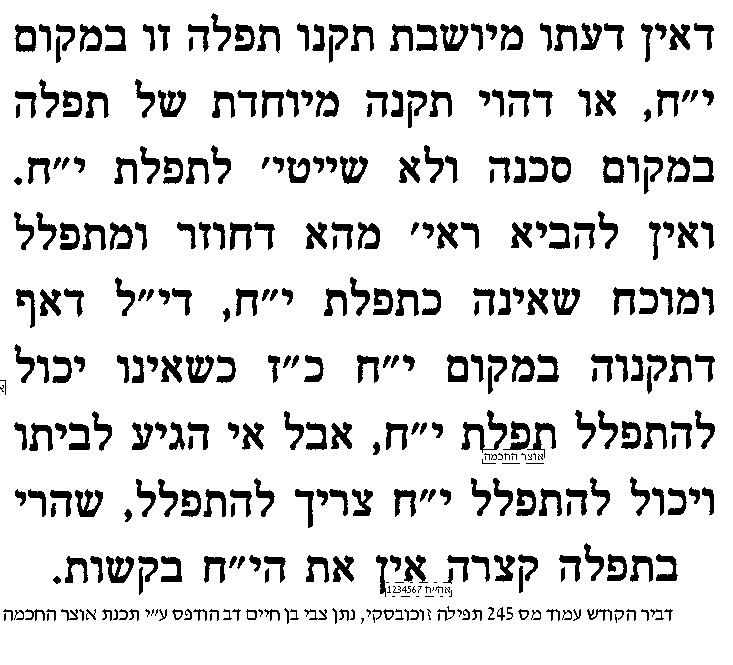 דאין דעתו מיושבת תקנו תפלה זו במקום
י״ח, או דהוי תקנה מיוחדת של תפלה
במקום סכנה ולא שייטי׳ לתפלת י״ח.
ואין להביא ראי׳ מהא דחוזר ומתפלל
ומוכח שאינה כתפלת י״ח, די״ל דאף
דתקנוה במקום י״ח כ״ז כשאינו יכול
להתפלל תפלת י״ח, אבל אי הגיע לביתו
אוצר החכמה
ויכול להתפלל י״ח צריך להתפלל, שהרי
בתפלה קצרה אין את הי״ח בקשות.
אח״ח 1234567
דביר הקודש עמוד מס 245 תפילה זוכובסקי, נתן צבי בן חיים דב הודפס ע״י תכנת אוצר החכמה